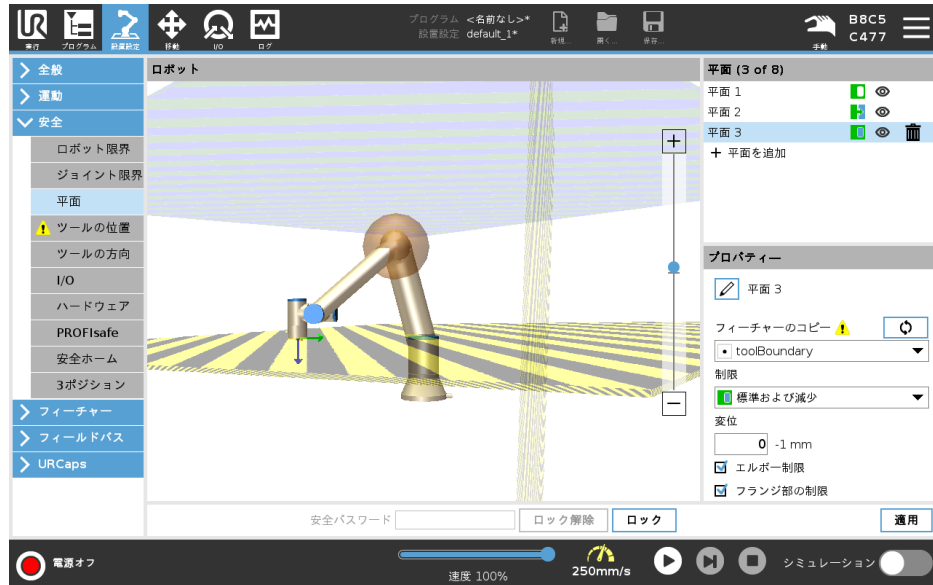 UR
プログラム <名前なし>*
設置設定 default_1*
実行
プログラム
設置設定
移動
I/O
ログ
新規...
開く...
保存...
手動
B8C5
C477
全般
運動
安全
ロボット限界
ジョイント限界
平面
ツールの位置
ツールの方向
I/O
ハードウェア
PROFIsafe
安全ホーム
3ポジション
フィーチャー
フィールドバス
URCaps
ロボット
平面 (3 of 8)
平面 1
平面 2
平面 3
平面を追加
プロパティー
平面 3
フィーチャーのコピー
toolBoundary
制限
標準および減少
変位
0 -1 mm
エルボー制限
フランジ部の制限
安全パスワード
ロック解除
ロック
適用
電源オフ
速度 100%
250mm/s
シミュレーション